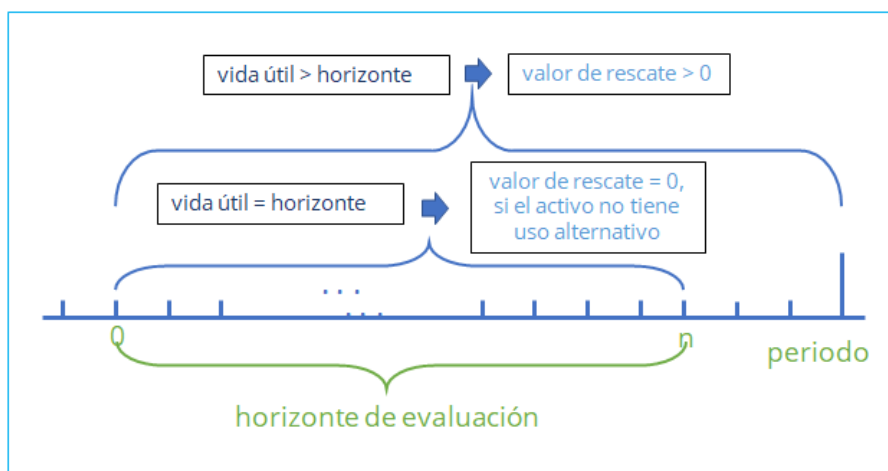 vida útil > horizonte
valor de rescate > 0
vida útil = horizonte
valor de rescate = 0,
si el activo no tiene
uso alternativo
. . .
. . .
0
n
periodo
horizonte de evaluación